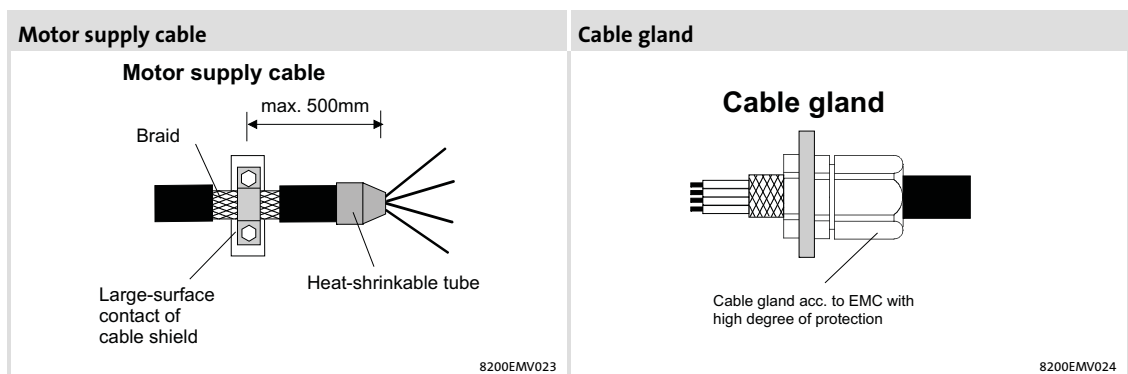 Motor supply cable
Motor supply cable
max. 500mm
Braid
Large-surface
contact of
cable shield
Heat-shrinkable tube
8200EMV023
Cable gland
Cable gland
Cable gland acc. to EMC with
high degree of protection
8200EMV024